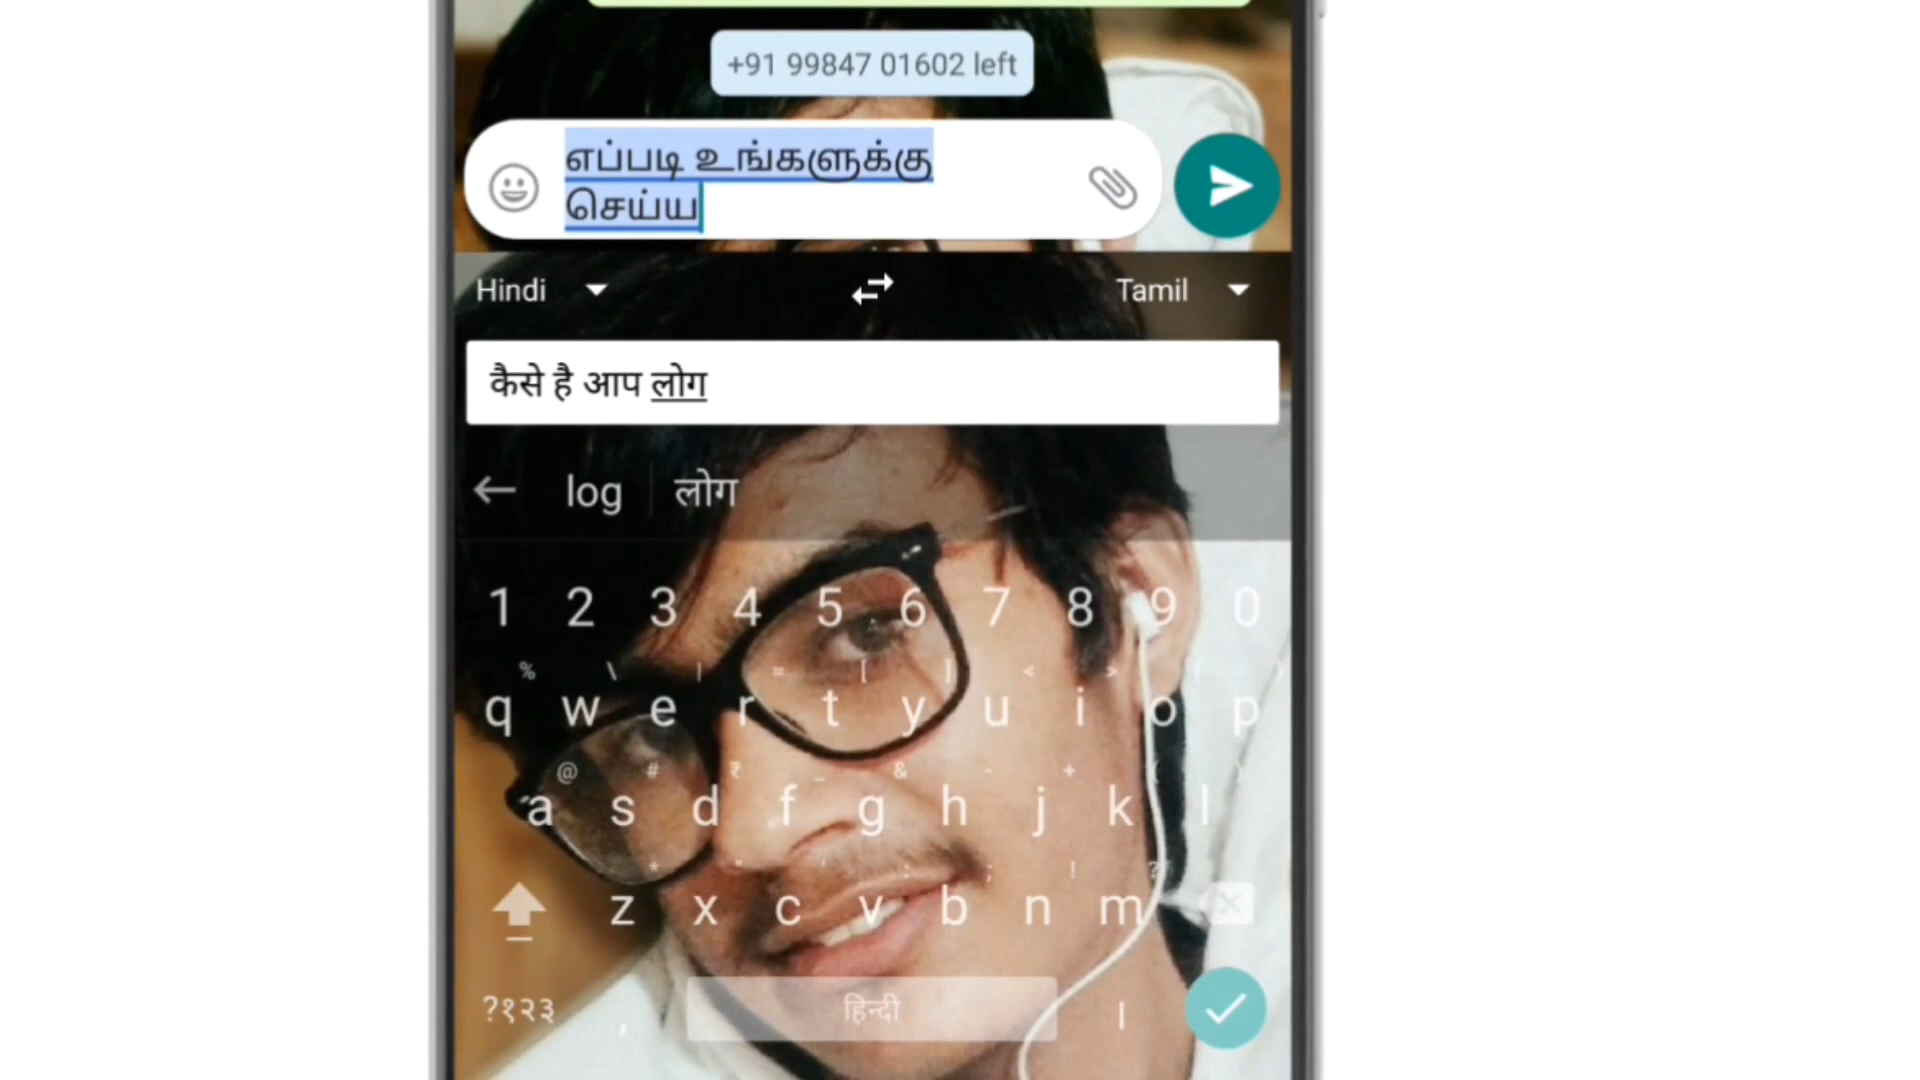 +91 99847 01602 left
எப்படி உங்களுக்கு
செய்ய
Hindi Tamil
कैसे है आप लोग
log लोग
1 2 3 4 5 6 7 8 9 0
% \ | = [ ] < >
q w e r t y u i o p
@ # ₹ _ & - + ( )
a s d f g h j k l
* " ' : ; ! ?
z x c v b n m
?१२३ , हिन्दी |